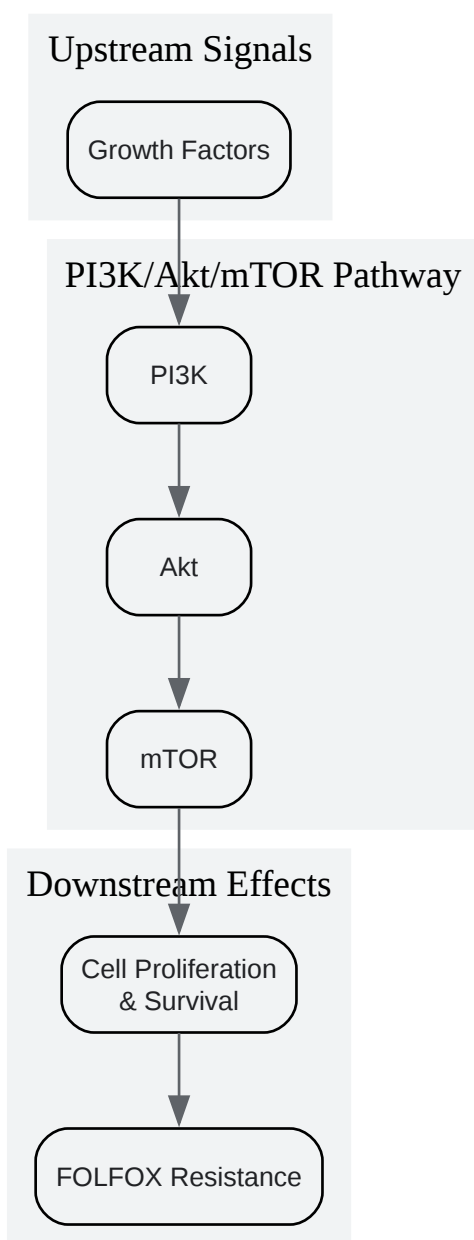 Upstream Signals
Growth Factors
PI3K/Akt/mTOR Pathway
PI3K
Akt
mTOR
Downstream Effects
Cell Proliferation
& Survival
FOLFOX Resistance